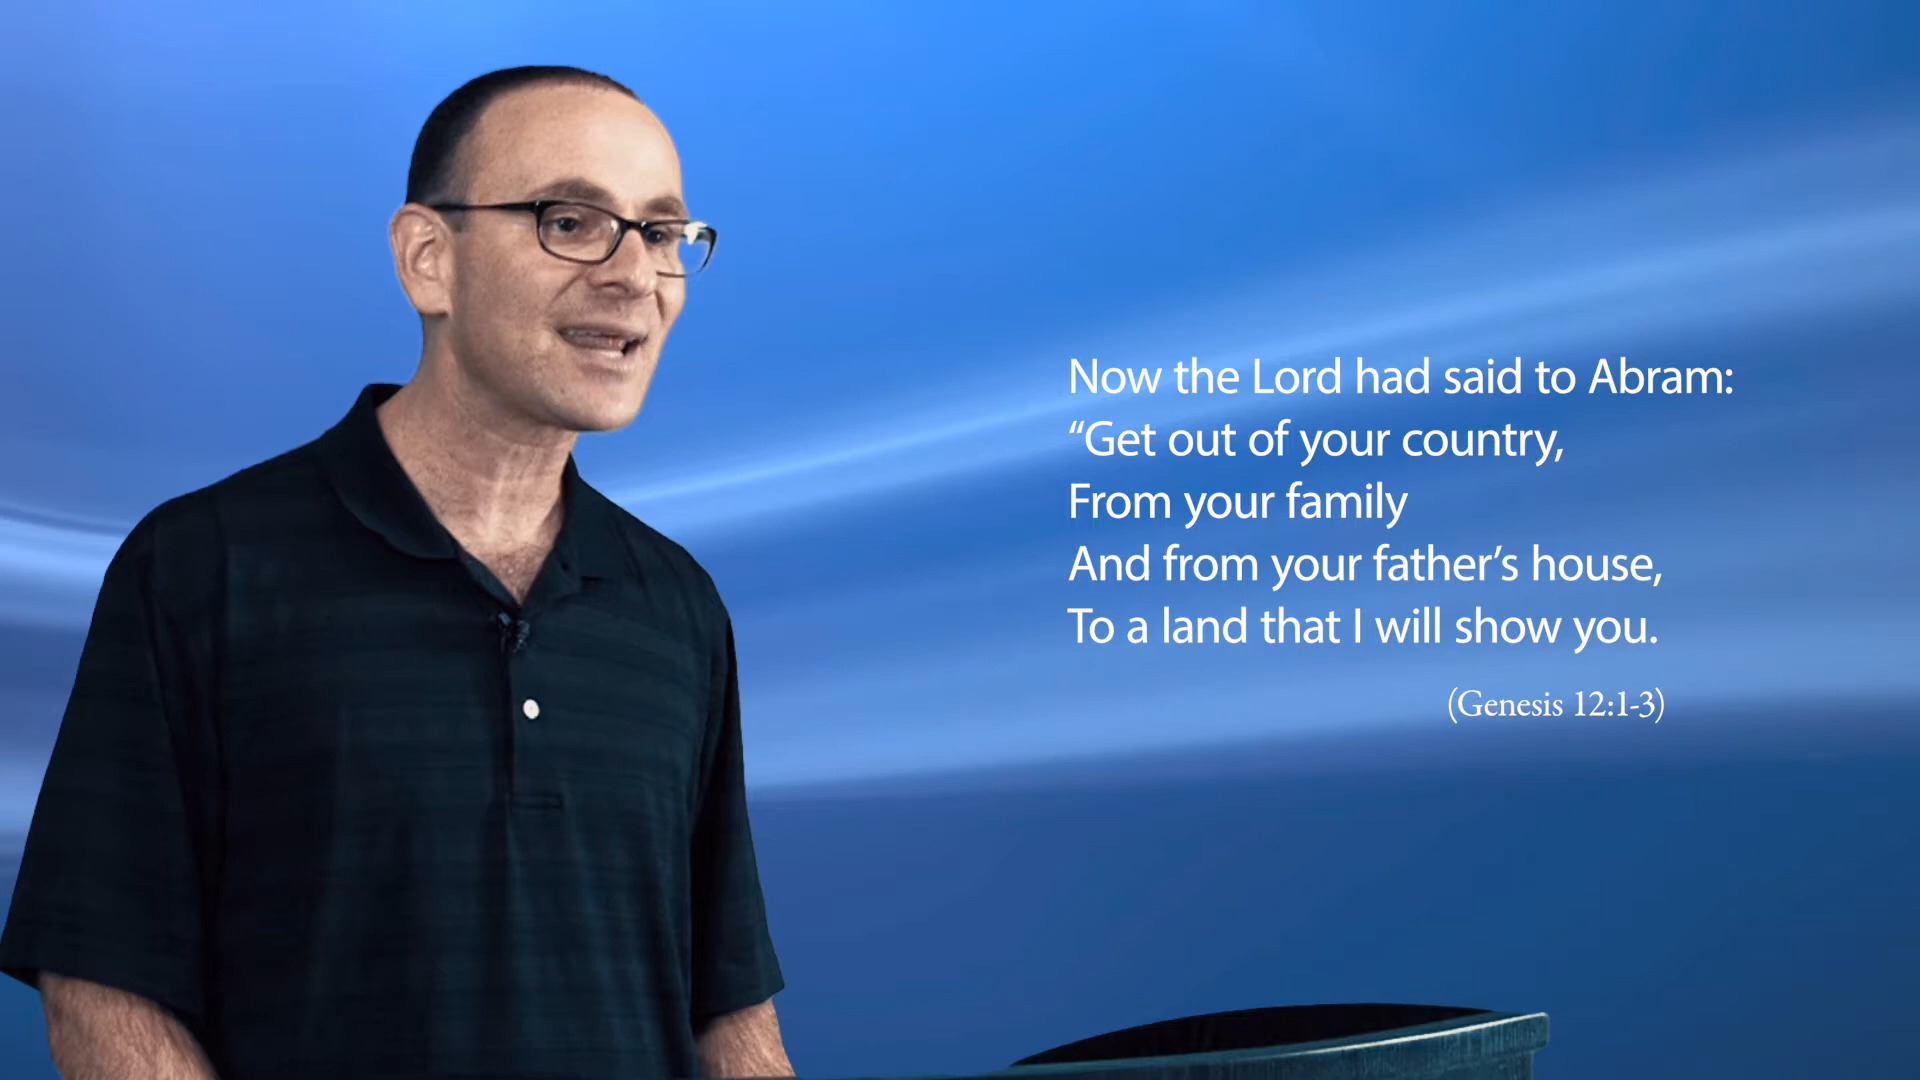 Now the Lord had said to Abram:
“Get out of your country,
From your family
And from your father’s house,
To a land that I will show you.
(Genesis 12:1-3)